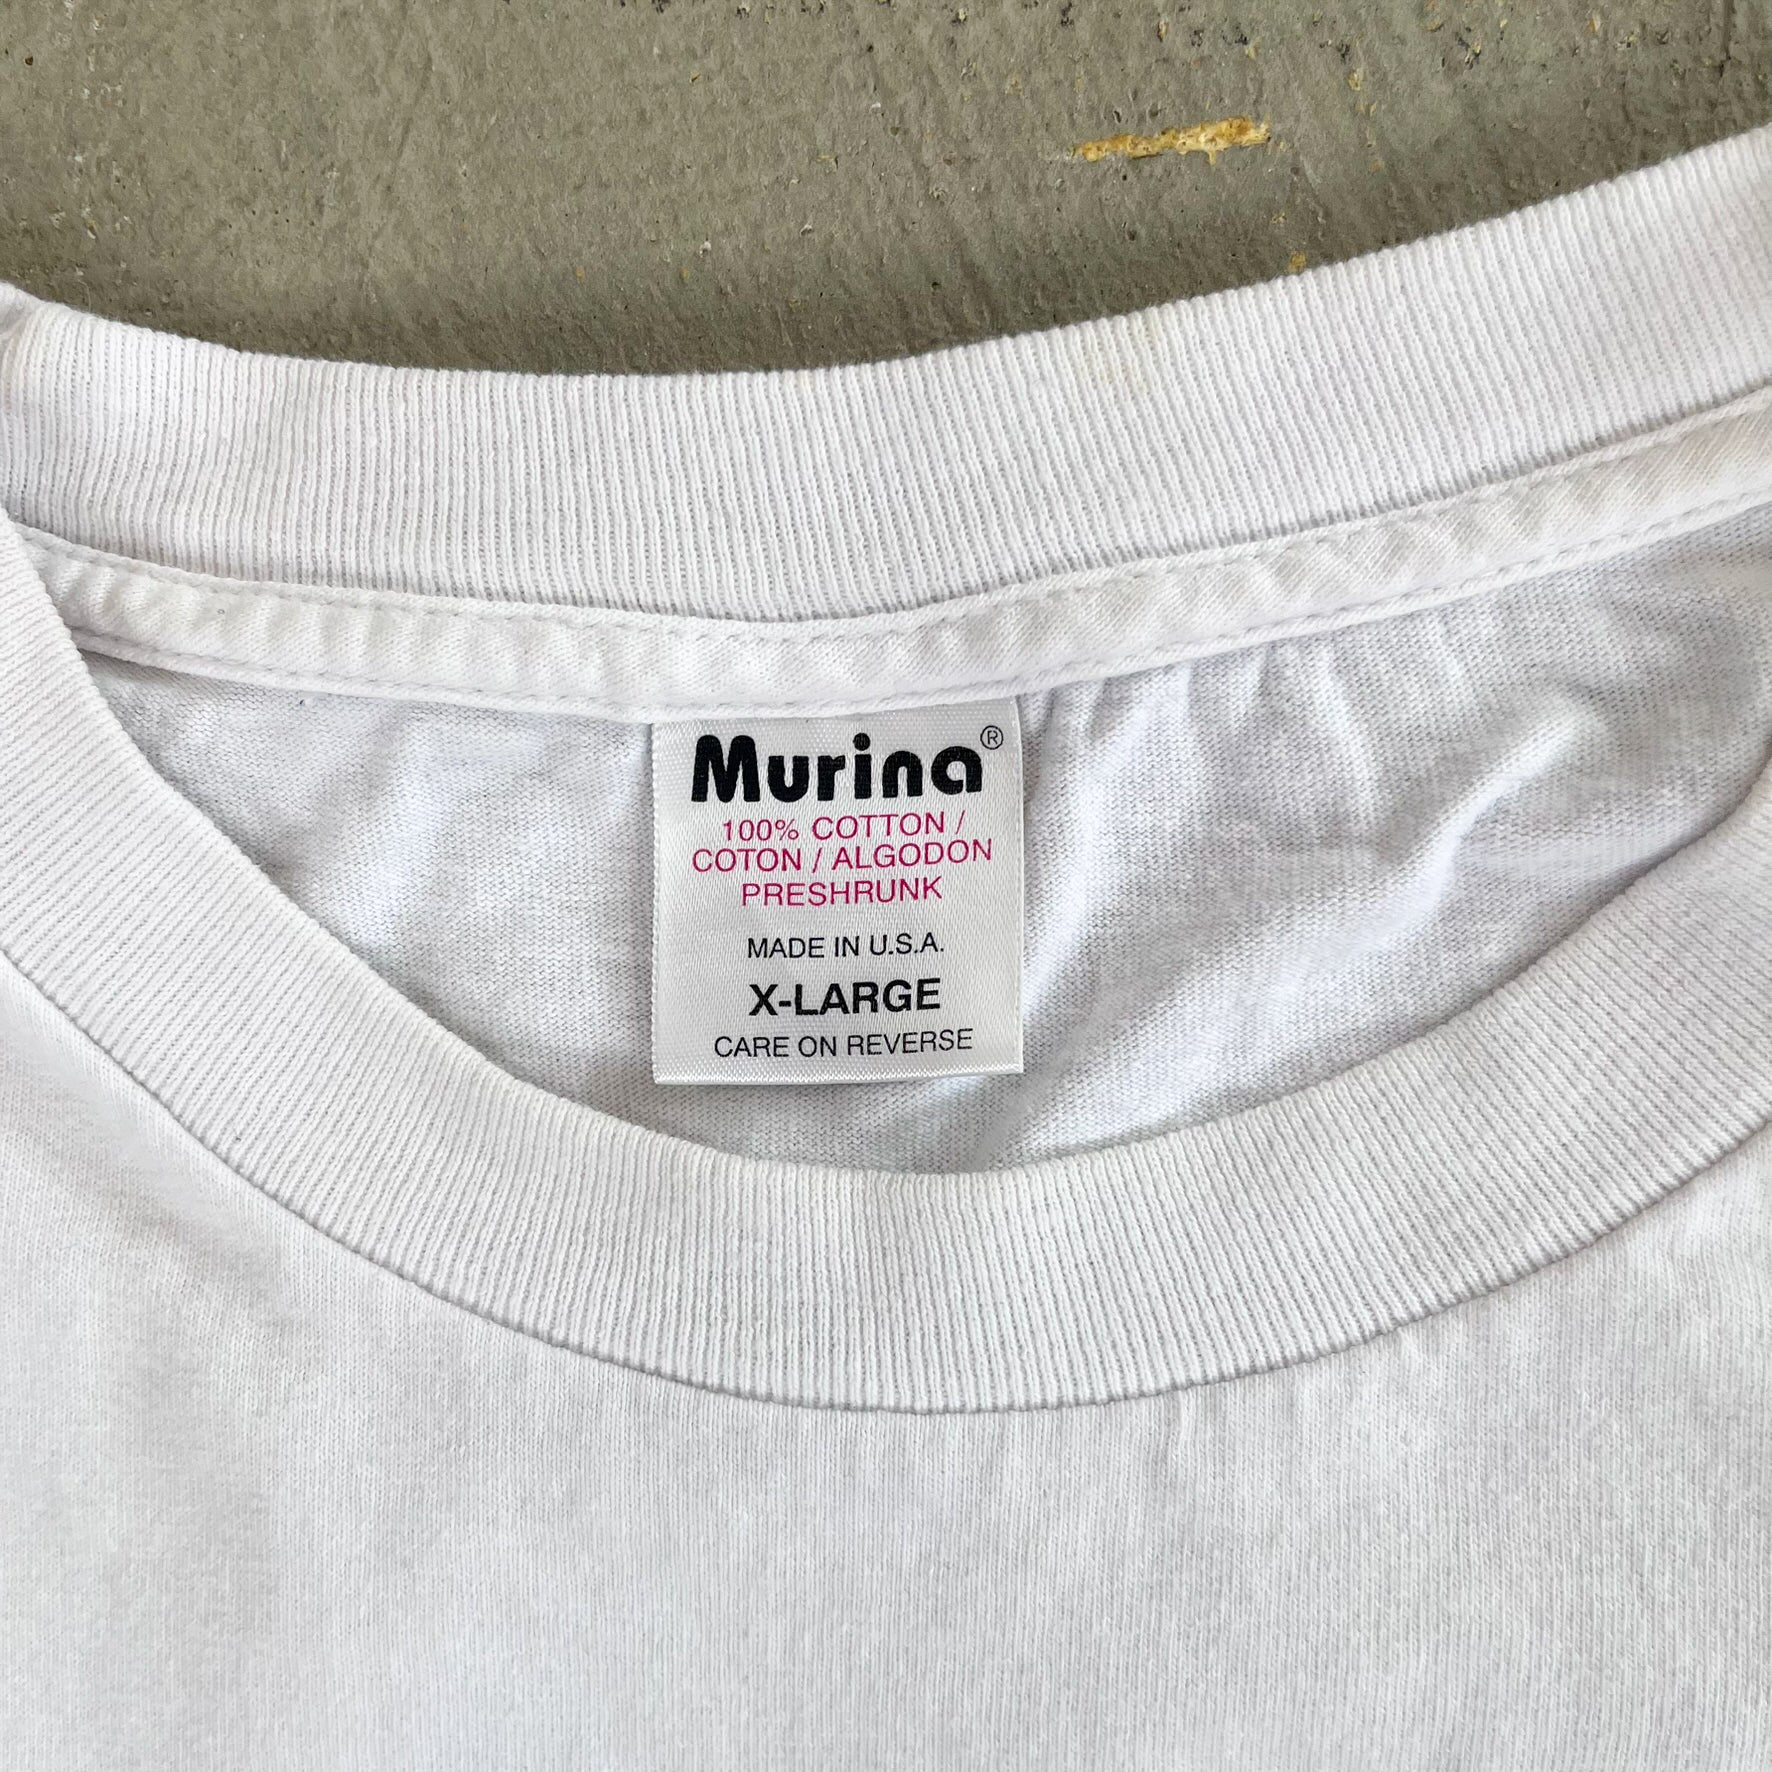 Murina®
100% COTTON /
COTON / ALGODON
PRESHRUNK
MADE IN U.S.A.
X-LARGE
CARE ON REVERSE